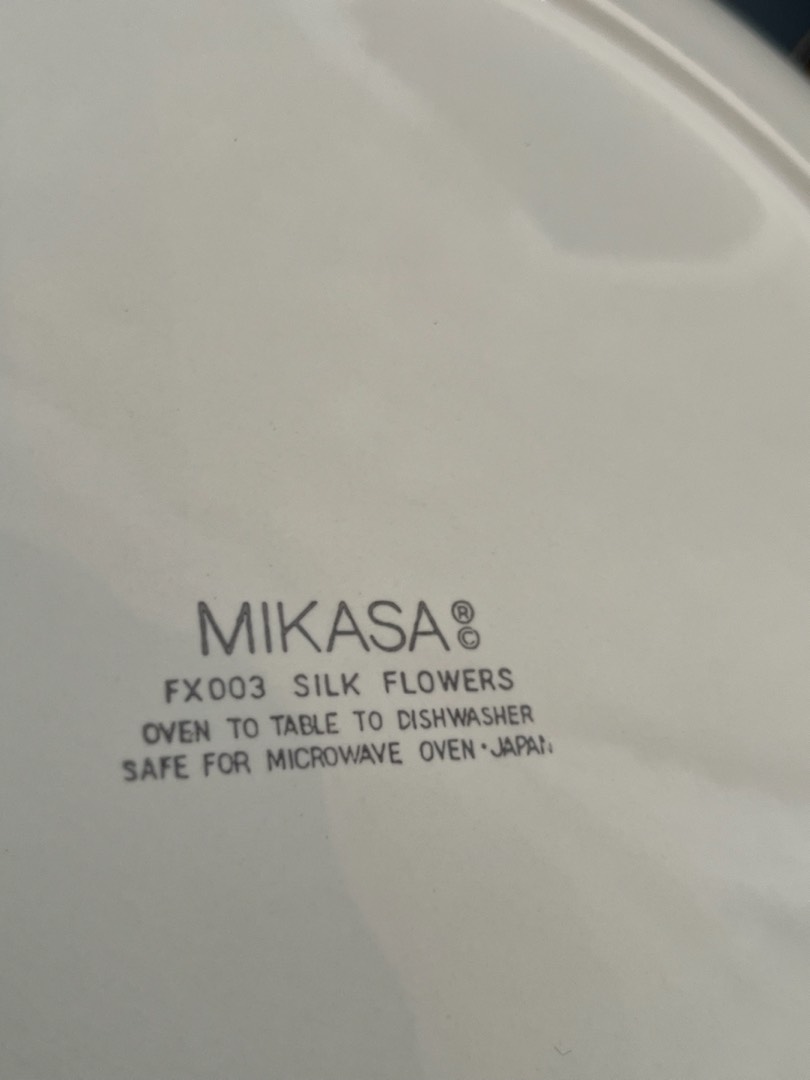 MIKASA®©
FX003 SILK FLOWERS
OVEN TO TABLE TO DISHWASHER
SAFE FOR MICROWAVE OVEN·JAPAN